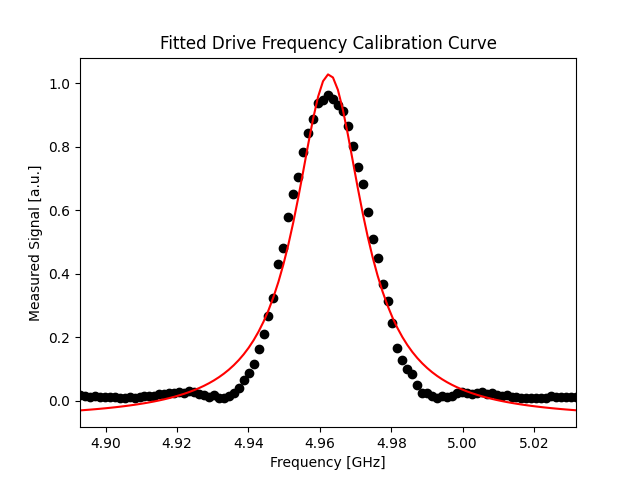 Fitted Drive Frequency Calibration Curve
1.0
0.8
0.6
0.4
0.2
0.0
Measured Signal [a.u.]
4.90 4.92 4.94 4.96 4.98 5.00 5.02
Frequency [GHz]